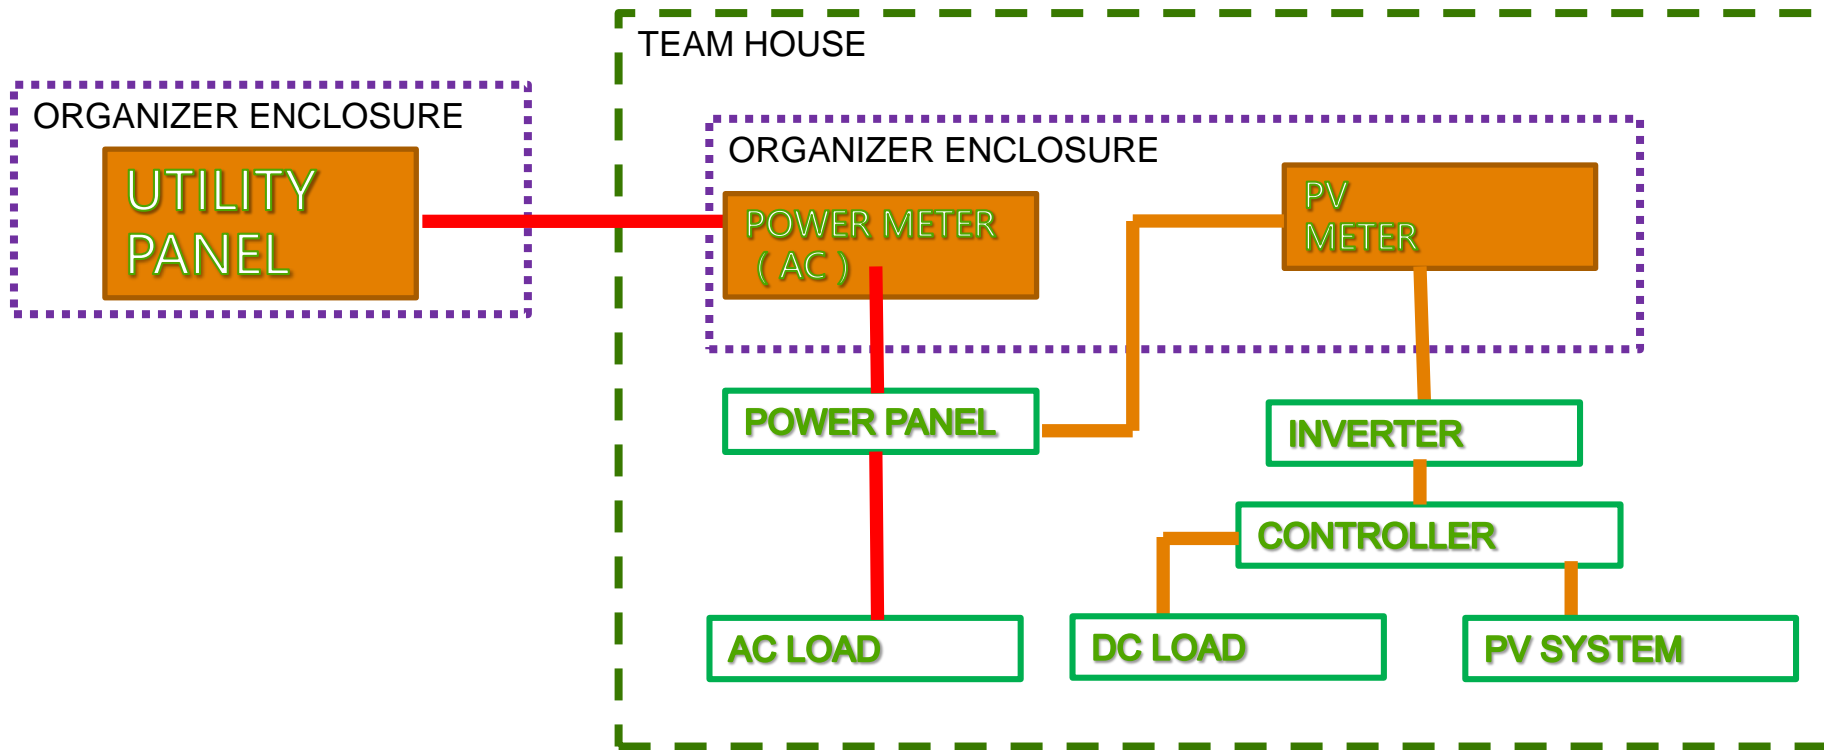 TEAM HOUSE
ORGANIZER ENCLOSURE
UTILITY
PANEL
ORGANIZER ENCLOSURE
POWER METER
( AC )
PV
METER
POWER PANEL
INVERTER
CONTROLLER
AC LOAD
DC LOAD
PV SYSTEM